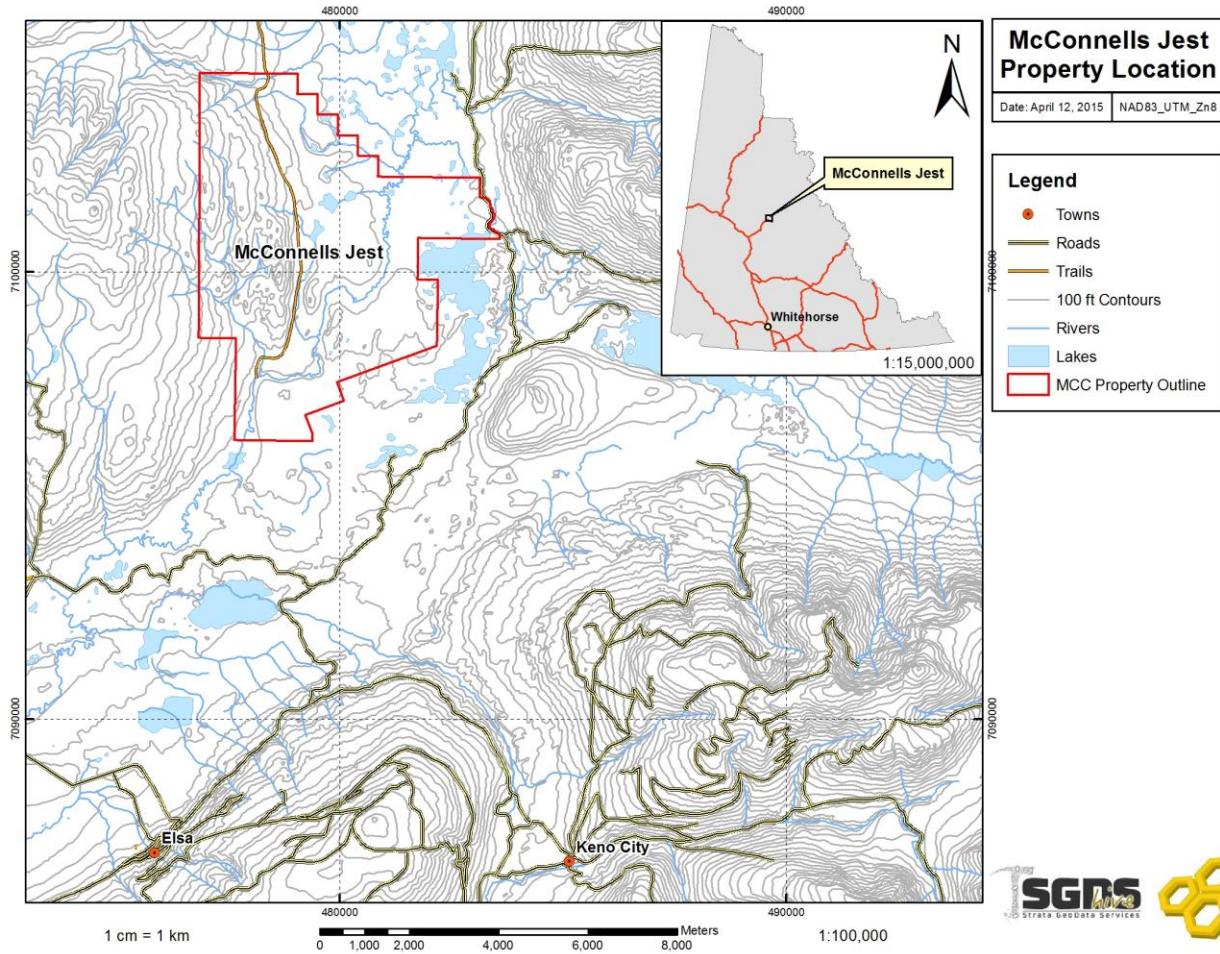 480000
490000
McConnells Jest
Property Location
Date: April 12, 2015
NAD83_UTM_Zn8
N
McConnells Jest
Whitehorse
1:15,000,000
Legend
Towns
Roads
Trails
100 ft Contours
Rivers
Lakes
MCC Property Outline
McConnells Jest
7100000
7100000
7090000
7090000
Elsa
Keno City
480000
490000
1 cm = 1 km
Meters
0 1,000 2,000 4,000 6,000 8,000
1:100,000
SGDS
hive
Strata GeoData Services